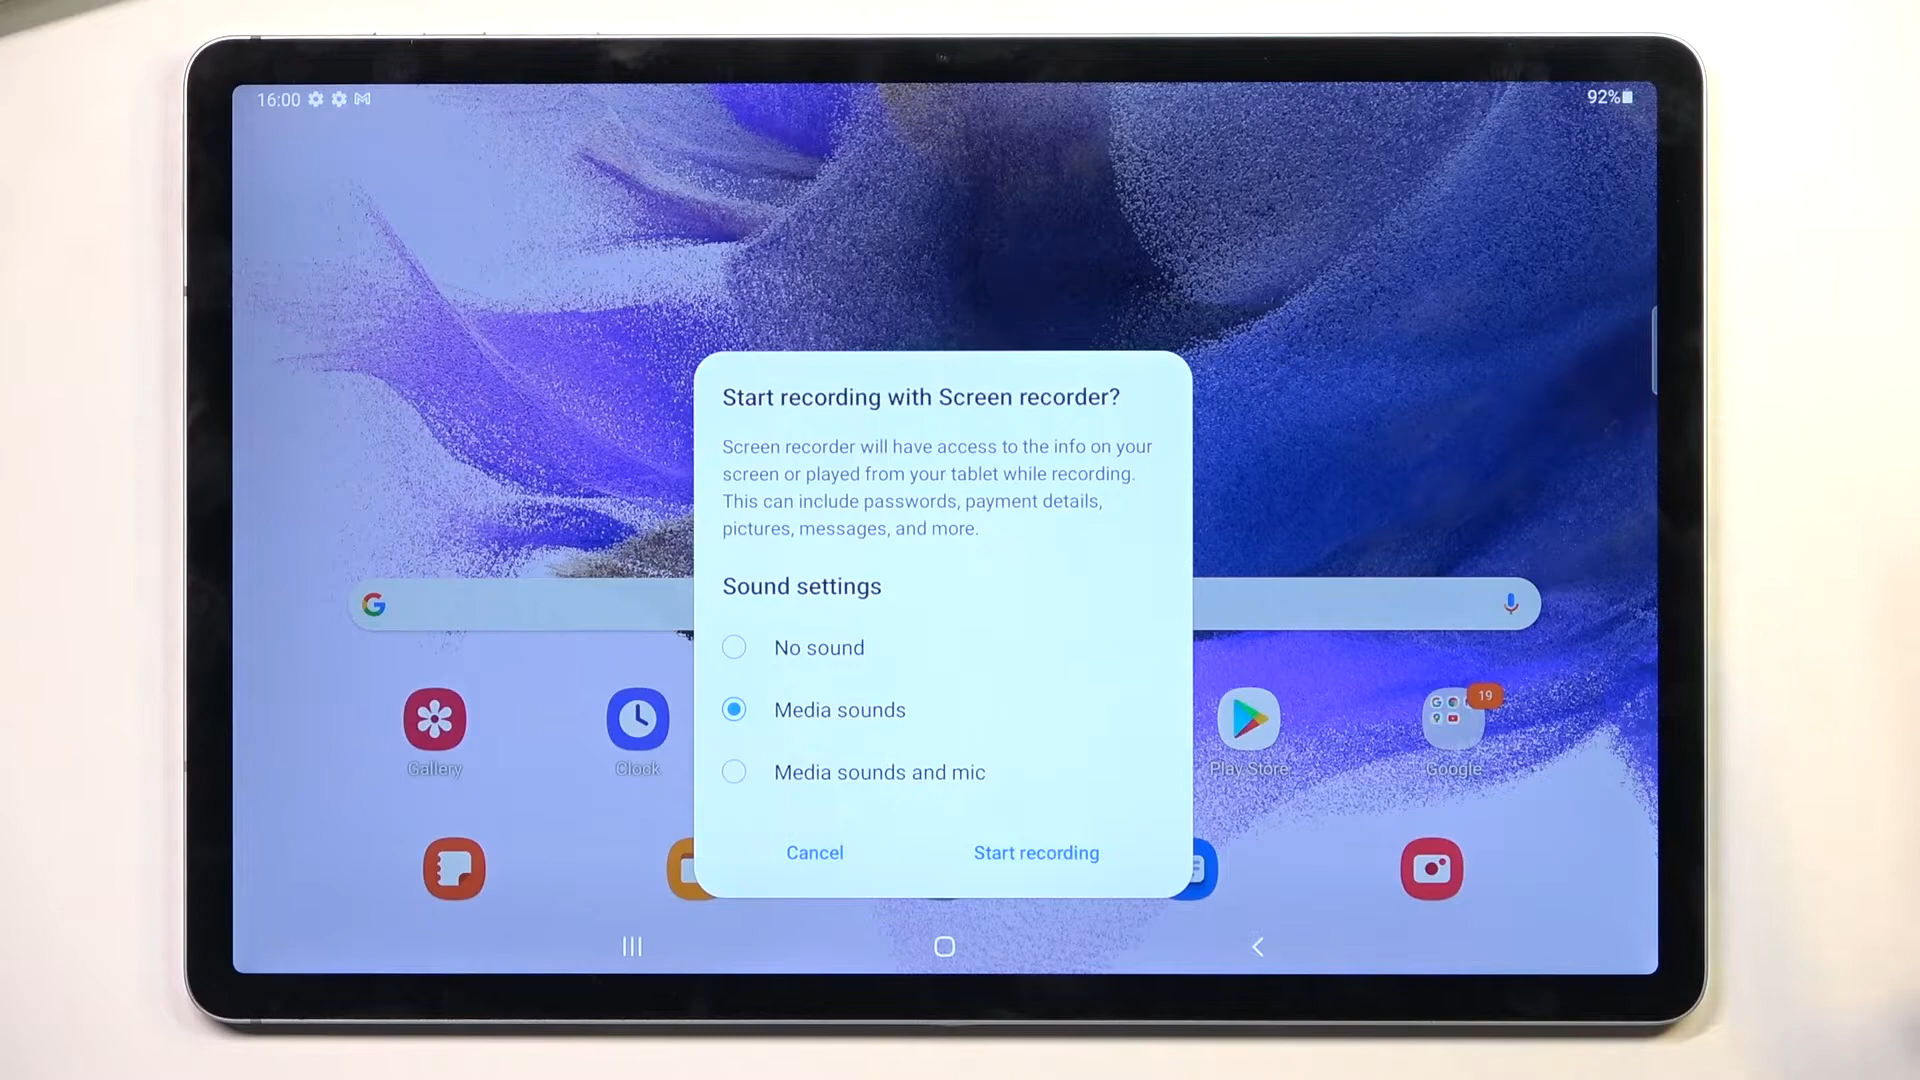 16:00
92%
Start recording with Screen recorder?
Screen recorder will have access to the info on your
screen or played from your tablet while recording.
This can include passwords, payment details,
pictures, messages, and more.
Sound settings
No sound
Media sounds
Media sounds and mic
Cancel
Start recording
19
Gallery
Clock
Play Store
Google